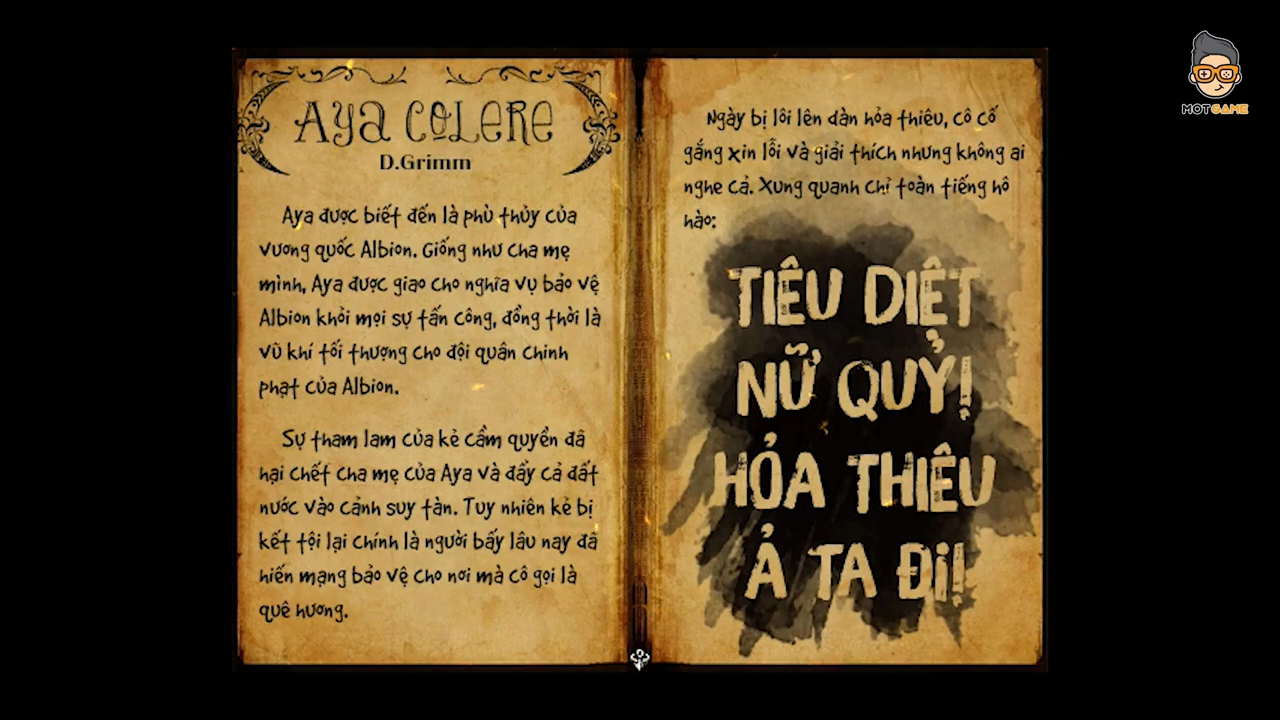 Aya Colere
D.Grimm
Aya được biết đến là phù thủy của
vương quốc Albion. Giống như cha mẹ
mình, Aya được giao cho nghĩa vụ bảo vệ
Albion khỏi mọi sự tấn công, đồng thời là
vũ khí tối thượng cho đội quân chinh
phạt của Albion.
Sự tham lam của kẻ cầm quyền đã
hại chết cha mẹ của Aya và đẩy cả đất
nước vào cảnh suy tàn. Tuy nhiên kẻ bị
kết tội lại chính là người bấy lâu nay đã
hiến mạng bảo vệ cho nơi mà cô gọi là
quê hương.
Ngày bị lôi lên dàn hỏa thiêu, cô cố
gắng xin lỗi và giải thích nhưng không ai
nghe cả. Xung quanh chỉ toàn tiếng hô
hào:
TIÊU DIỆT
NỮ QUỶ!
HỎA THIÊU
Ả TA ĐI!
MOTGAME